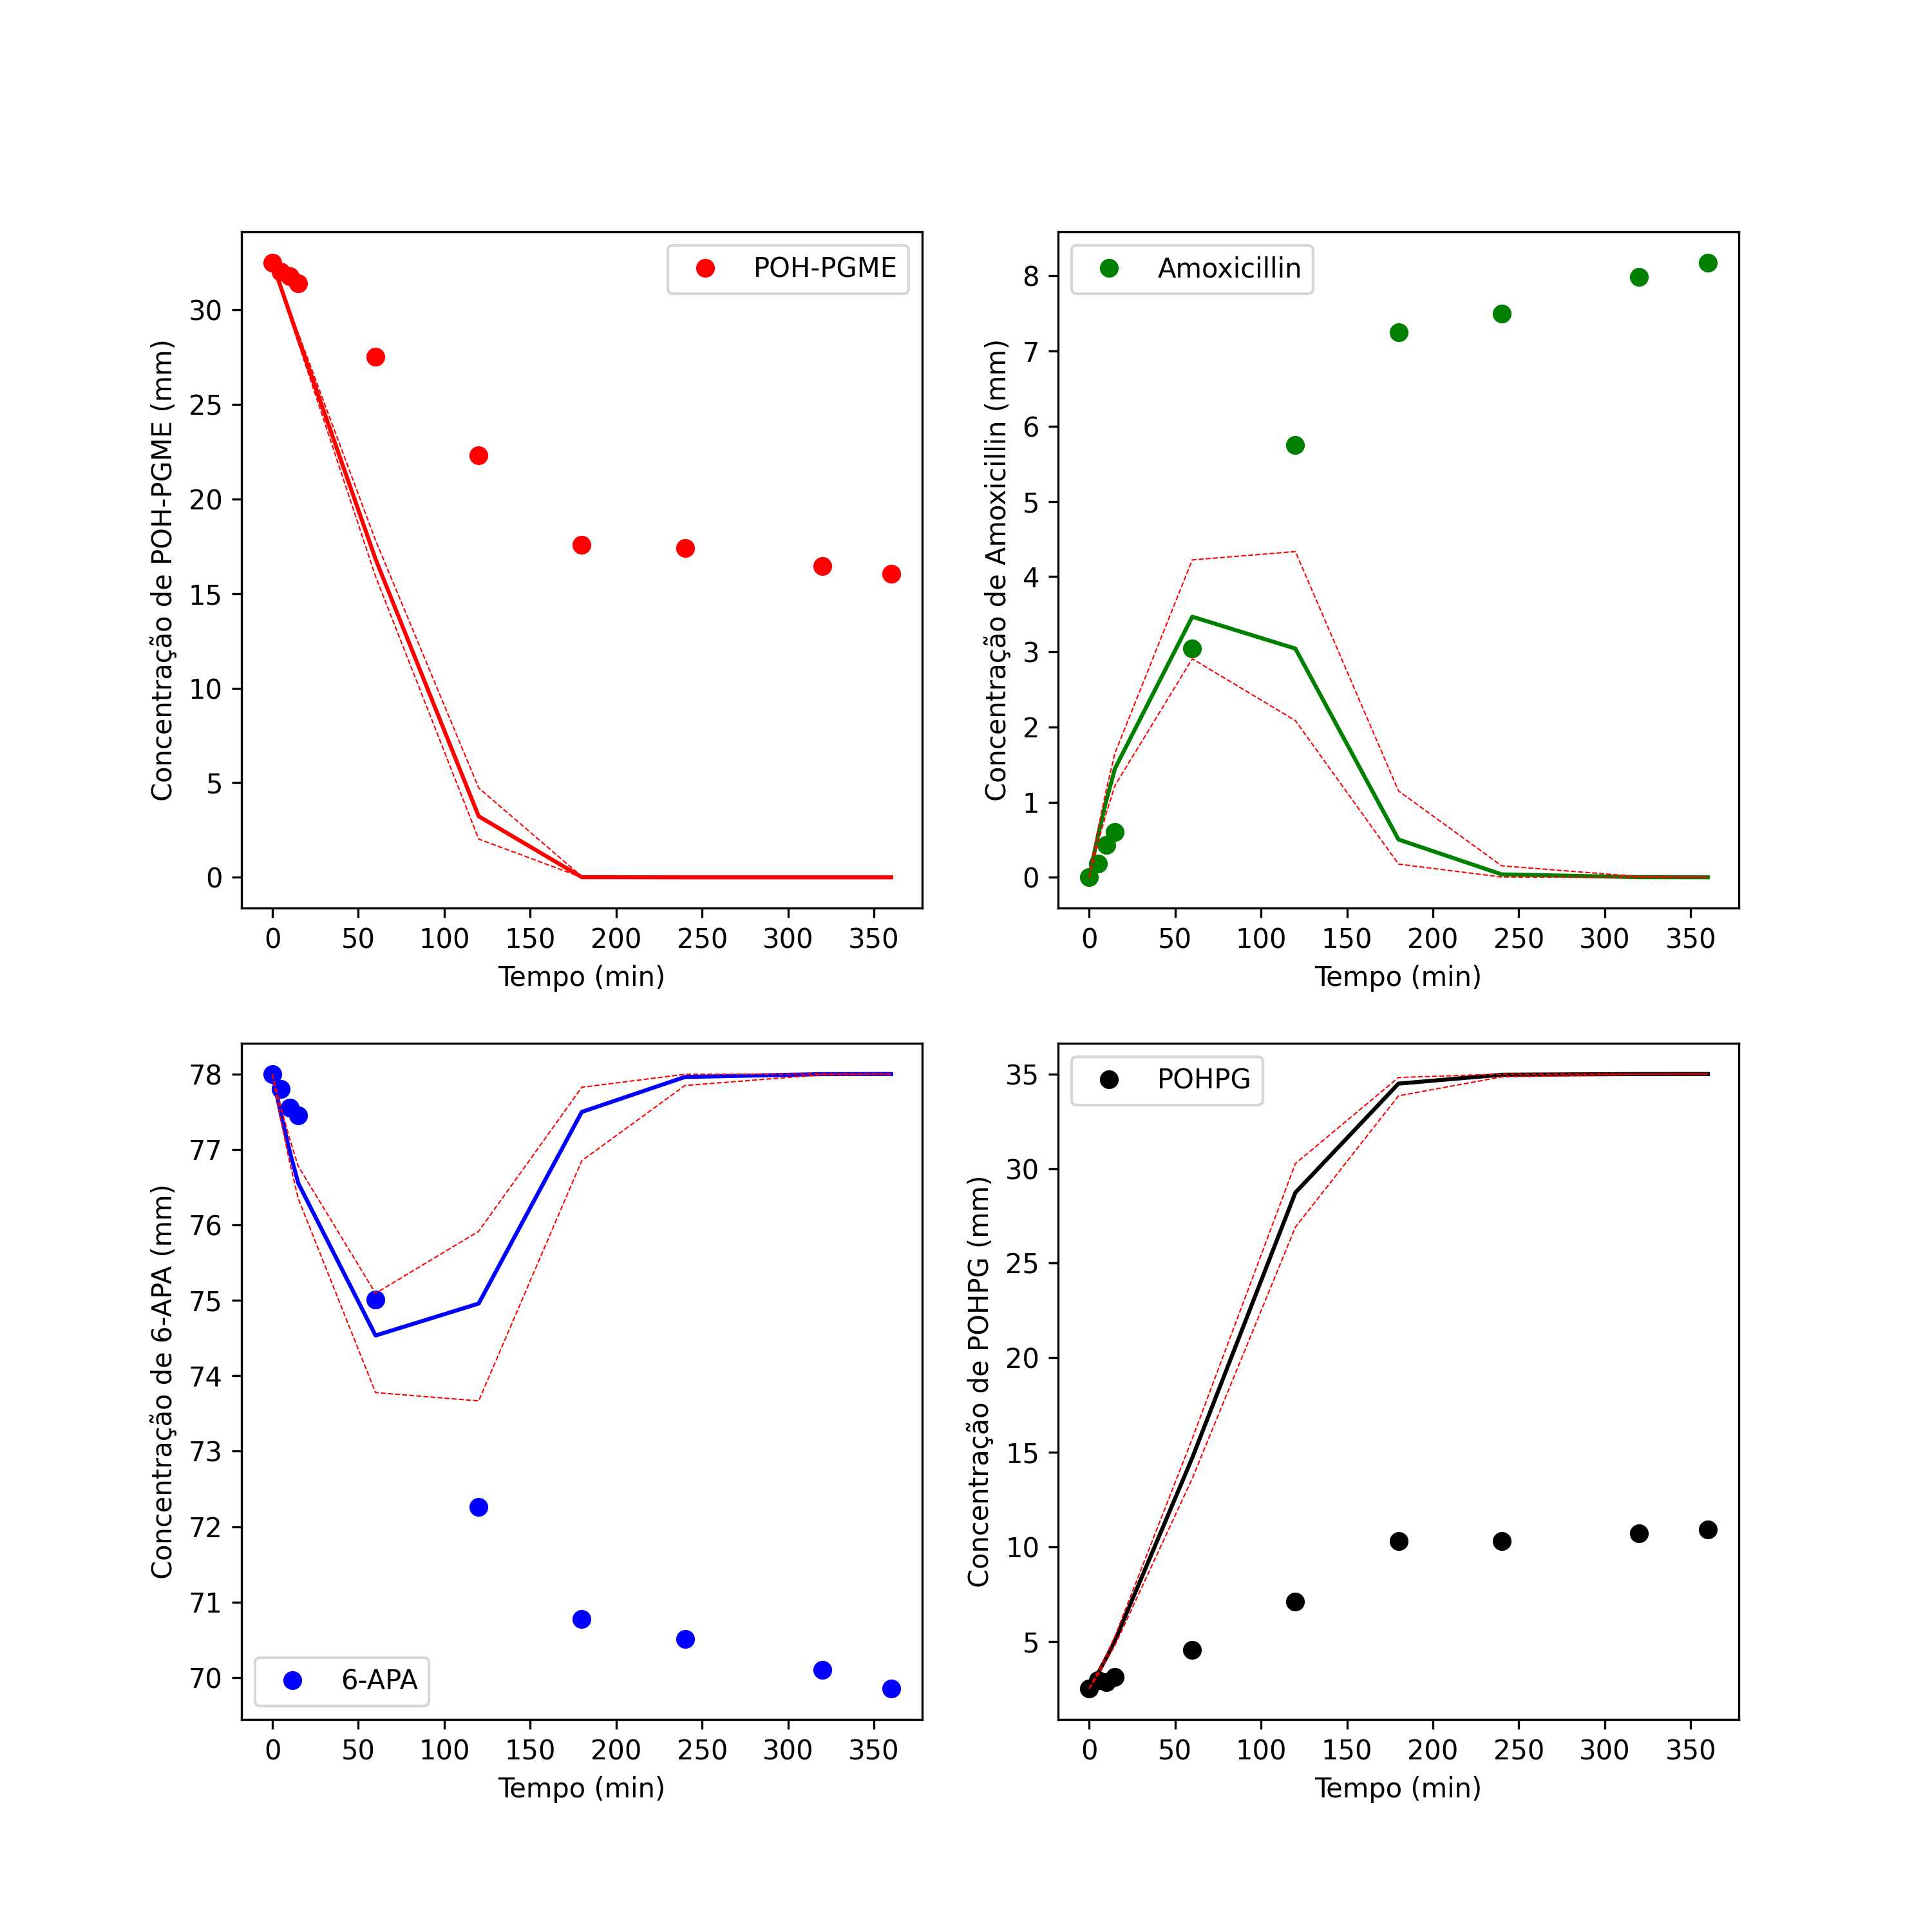 POH-PGME
Concentração de POH-PGME (mm)
30
25
20
15
10
5
0
0 50 100 150 200 250 300 350
Tempo (min)
Amoxicillin
Concentração de Amoxicillin (mm)
8
7
6
5
4
3
2
1
0
0 50 100 150 200 250 300 350
Tempo (min)
Concentração de 6-APA (mm)
78
77
76
75
74
73
72
71
70
6-APA
0 50 100 150 200 250 300 350
Tempo (min)
POHPG
Concentração de POHPG (mm)
35
30
25
20
15
10
5
0 50 100 150 200 250 300 350
Tempo (min)